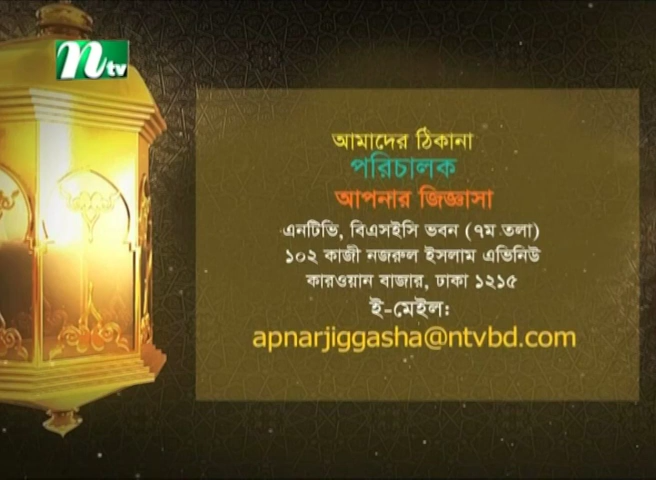 ntv
আমাদের ঠিকানা
পরিচালক
আপনার জিজ্ঞাসা
এনটিভি, বিএসইসি ভবন (৭ম তলা)
১০২ কাজী নজরুল ইসলাম এভিনিউ
কারওয়ান বাজার, ঢাকা ১২১৫
ই-মেইল:
apnarjiggasha@ntvbd.com